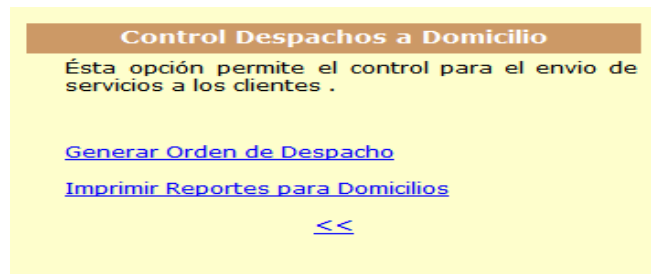 Control Despachos a Domicilio
Ésta opción permite el control para el envio de
servicios a los clientes .
Generar Orden de Despacho
Imprimir Reportes para Domicilios
<<